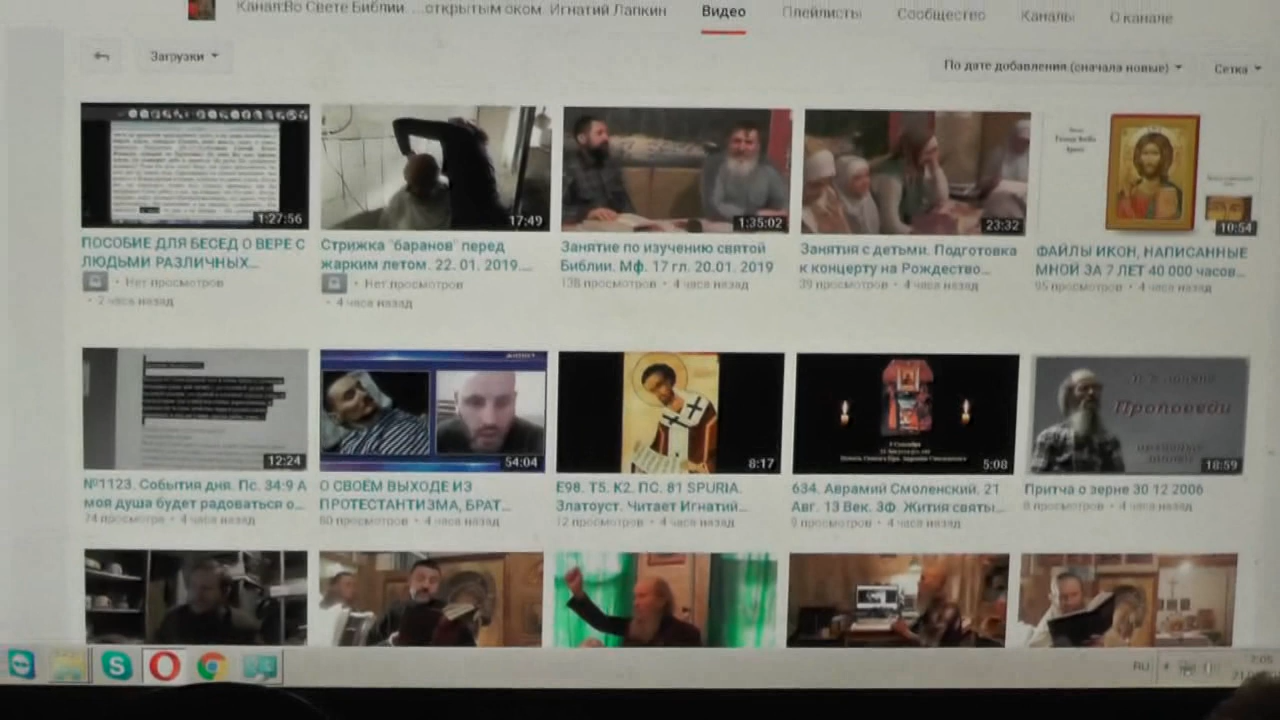 Канал:Во Свете Библии. ...открытым оком. Игнатий Лапкин
Видео
Плейлисты
Сообщество
Каналы
О канале
Загрузки
По дате добавления (сначала новые)
Сетка
1:27:56
17:49
1:35:02
23:32
10:54
ПОСОБИЕ ДЛЯ БЕСЕД О ВЕРЕ С
ЛЮДЬМИ РАЗЛИЧНЫХ...
Нет просмотров
• 2 часа назад
Стрижка "баранов" перед
жарким летом. 22. 01. 2019....
Нет просмотров
• 4 часа назад
Занятие по изучению святой
Библии. Мф. 17 гл. 20.01. 2019
138 просмотров • 4 часа назад
Занятия с детьми. Подготовка
к концерту на Рождество...
39 просмотров • 4 часа назад
ФАЙЛЫ ИКОН, НАПИСАННЫЕ
МНОЙ ЗА 7 ЛЕТ 40 000 часов...
95 просмотров • 4 часа назад
Проповеди
12:24
54:04
8:17
5:08
18:59
№1123. События дня. Пс. 34:9 А
моя душа будет радоваться о...
74 просмотра • 4 часа назад
О СВОЁМ ВЫХОДЕ ИЗ
ПРОТЕСТАНТИЗМА, БРАТ...
80 просмотров • 4 часа назад
Е98. Т5. К2. ПС. 81 SPURIA.
Златоуст. Читает Игнатий...
12 просмотров • 4 часа назад
634. Аврамий Смоленский. 21
Авг. 13 Век. ЗФ. Жития святы...
9 просмотров • 4 часа назад
Притча о зерне 30 12 2006
8 просмотров • 4 часа назад
RU